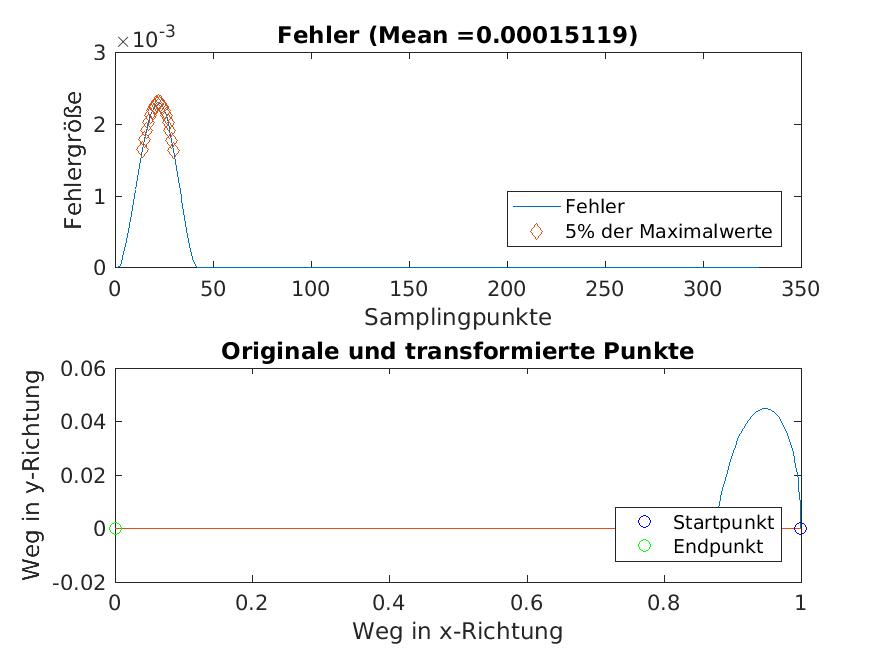 Fehler (Mean =0.00015119)
×10-3
3
2
1
0
Fehlergröße
Fehler
5% der Maximalwerte
0 50 100 150 200 250 300 350
Samplingpunkte
Originale und transformierte Punkte
0.06
0.04
0.02
0
-0.02
Weg in y-Richtung
Startpunkt
Endpunkt
0 0.2 0.4 0.6 0.8 1
Weg in x-Richtung